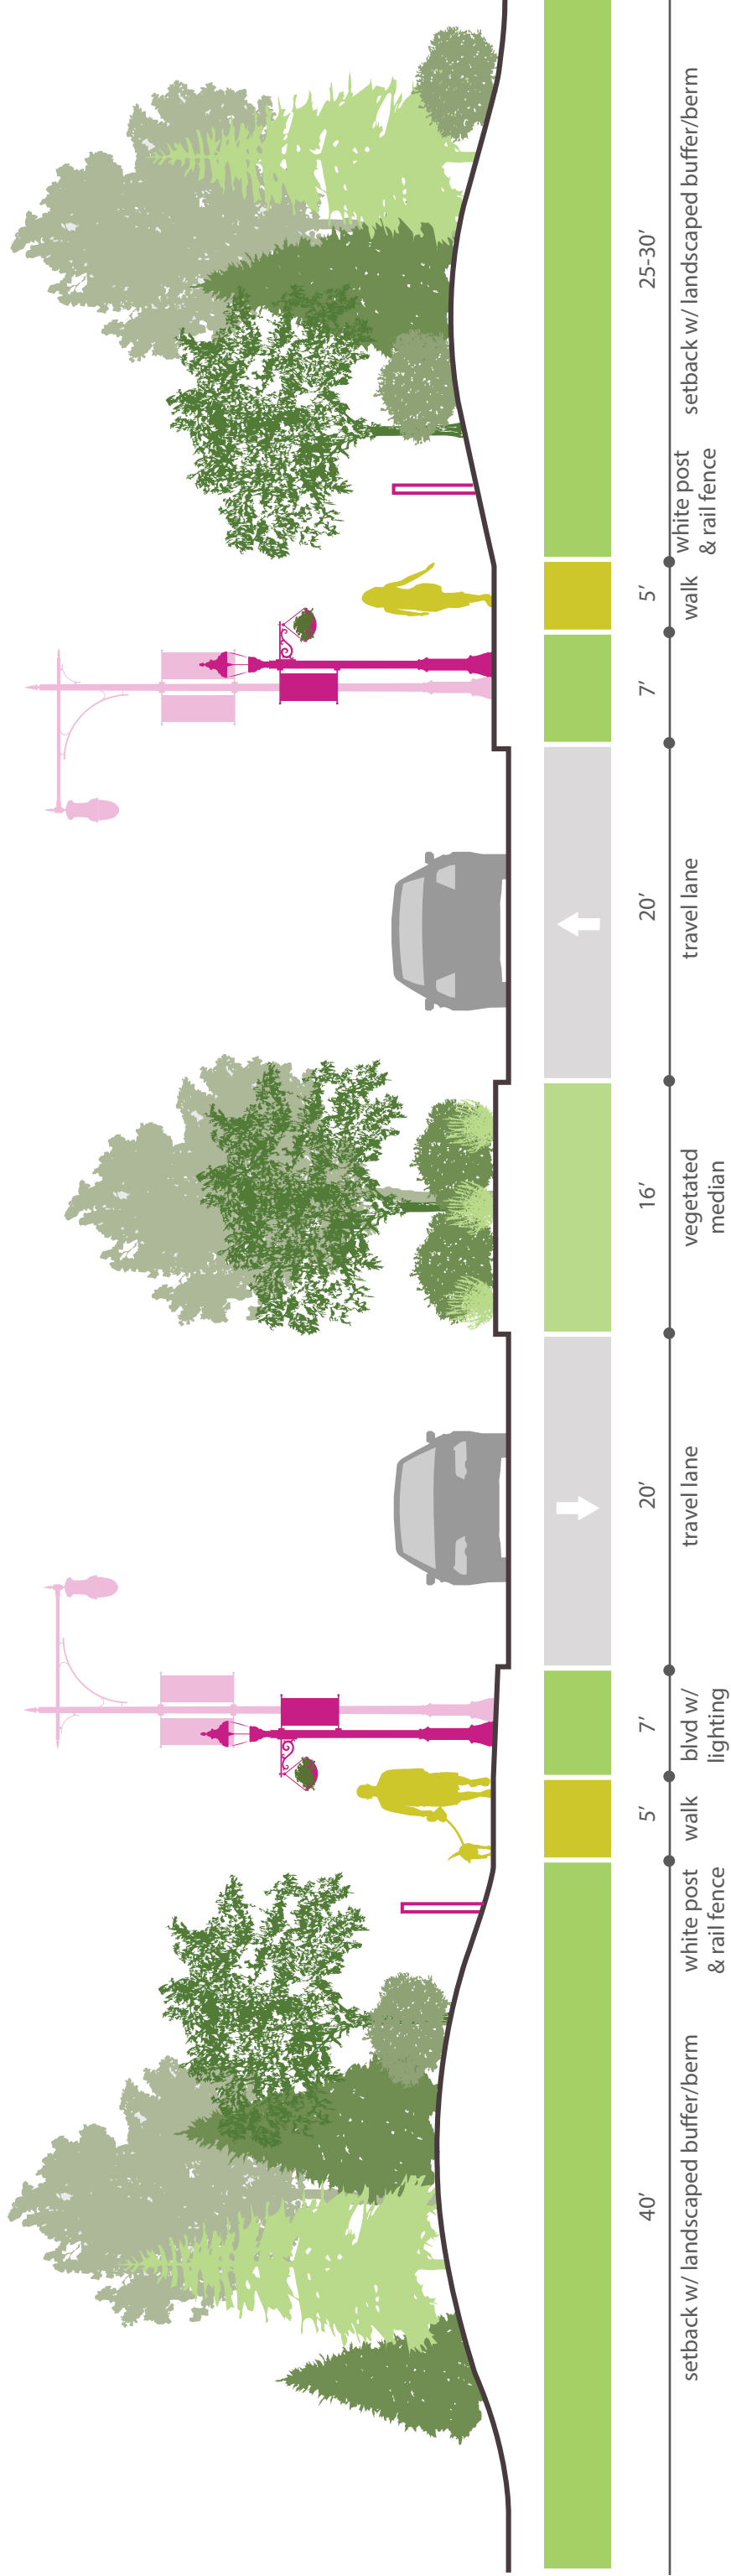 40’
setback w/ landscaped buffer/berm
white post
& rail fence
5’
walk
7’
blvd w/
lighting
20’
travel lane
16’
vegetated
median
20’
travel lane
7’
5’
walk
white post
& rail fence
25-30’
setback w/ landscaped buffer/berm